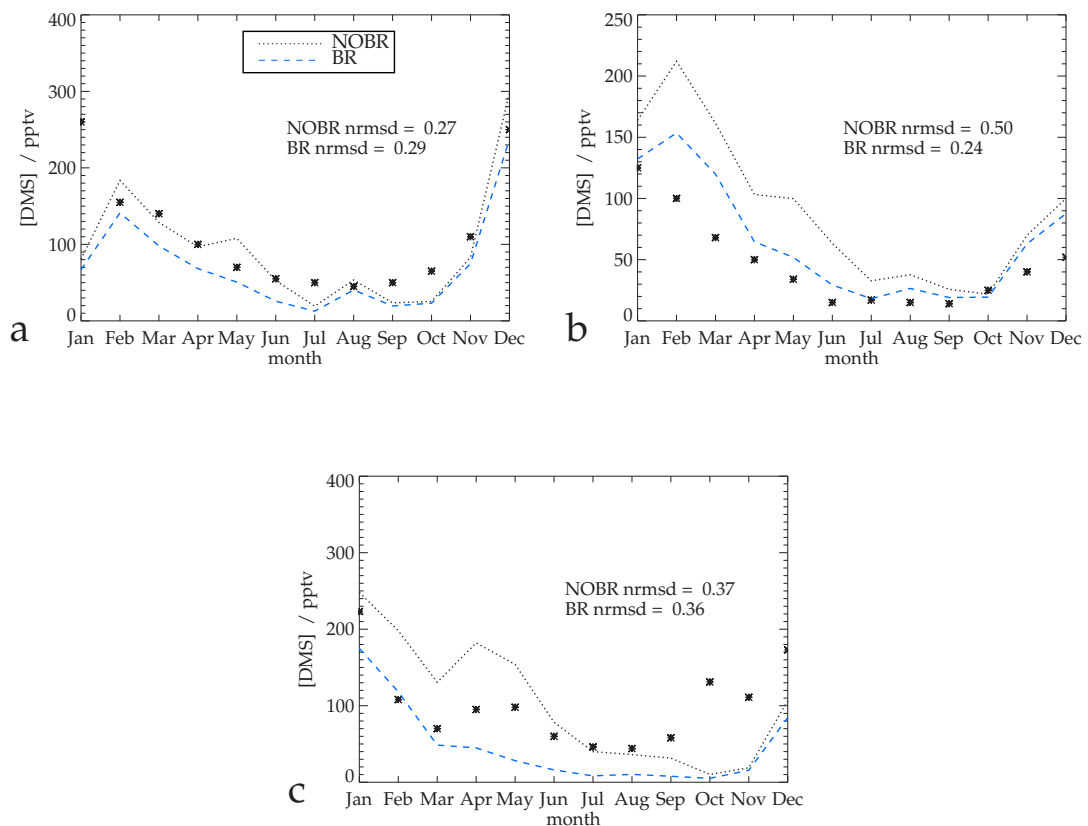 400
300
200
100
0
[DMS] / pptv
NOBR
BR
NOBR nrmsd = 0.27
BR nrmsd = 0.29
Jan Feb Mar Apr May Jun Jul Aug Sep Oct Nov Dec
month
a
250
200
150
100
50
0
[DMS] / pptv
NOBR nrmsd = 0.50
BR nrmsd = 0.24
Jan Feb Mar Apr May Jun Jul Aug Sep Oct Nov Dec
month
b
400
300
200
100
0
[DMS] / pptv
NOBR nrmsd = 0.37
BR nrmsd = 0.36
Jan Feb Mar Apr May Jun Jul Aug Sep Oct Nov Dec
month
c